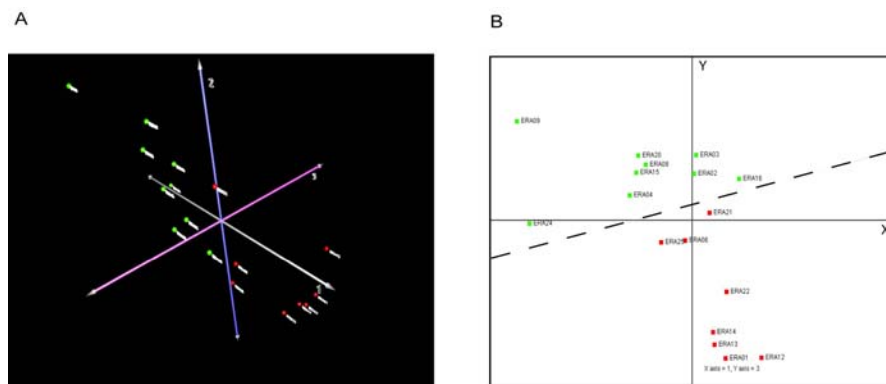 A
B
2
3
1
Y
ERA09
ERA20
ERA03
ERA08
ERA15
ERA02
ERA04
ERA21
ERA24
X
ERA06
ERA22
ERA14
ERA13
ERA01
ERA12
X axis = 1, Y axis = 3